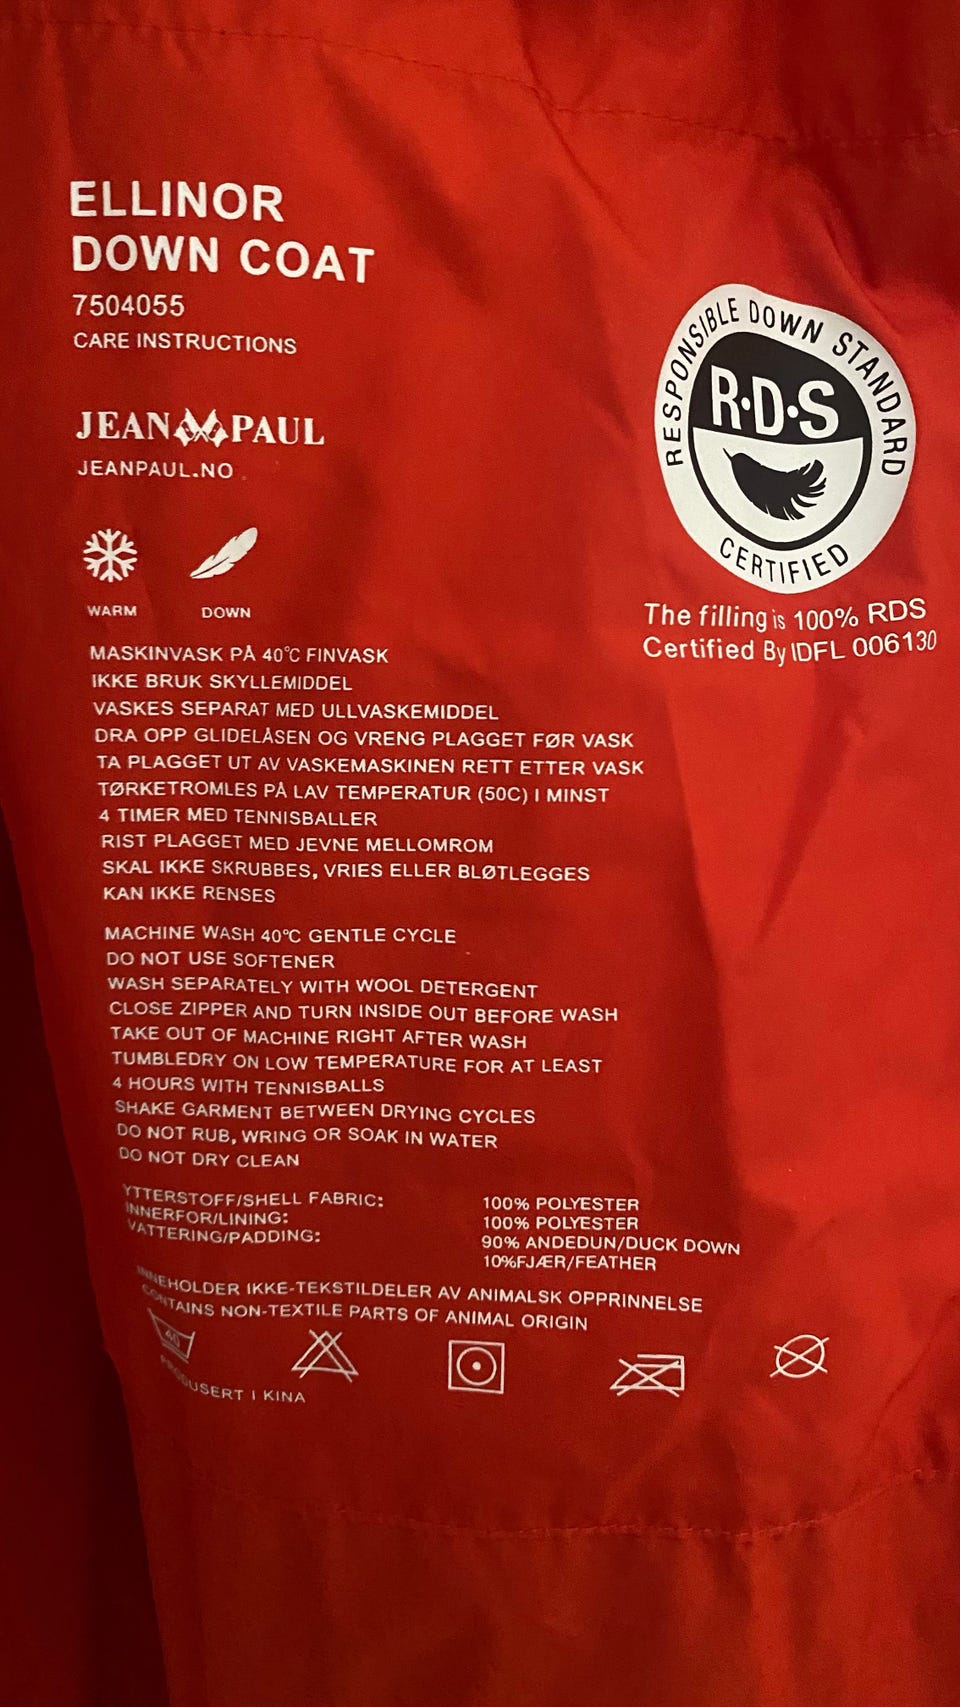 ELLINOR
DOWN COAT
7504055
CARE INSTRUCTIONS
JEAN PAUL
JEANPAUL.NO
WARM
DOWN
RESPONSIBLE DOWN STANDARD
R·D·S
CERTIFIED
The filling is 100% RDS
Certified By IDFL 006130
MASKINVASK PÅ 40°C FINVASK
IKKE BRUK SKYLLEMIDDEL
VASKES SEPARAT MED ULLVASKEMIDDEL
DRA OPP GLIDELÅSEN OG VRENG PLAGGET FØR VASK
TA PLAGGET UT AV VASKEMASKINEN RETT ETTER VASK
TØRKETROMLES PÅ LAV TEMPERATUR (50C) I MINST
4 TIMER MED TENNISBALLER
RIST PLAGGET MED JEVNE MELLOMROM
SKAL IKKE SKRUBBES, VRIES ELLER BLØTLEGGES
KAN IKKE RENSES
MACHINE WASH 40°C GENTLE CYCLE
DO NOT USE SOFTENER
WASH SEPARATELY WITH WOOL DETERGENT
CLOSE ZIPPER AND TURN INSIDE OUT BEFORE WASH
TAKE OUT OF MACHINE RIGHT AFTER WASH
TUMBLEDRY ON LOW TEMPERATURE FOR AT LEAST
4 HOURS WITH TENNISBALLS
SHAKE GARMENT BETWEEN DRYING CYCLES
DO NOT RUB, WRING OR SOAK IN WATER
DO NOT DRY CLEAN
YTTERSTOFF/SHELL FABRIC: 100% POLYESTER
INNERFOR/LINING: 100% POLYESTER
VATTERING/PADDING: 90% ANDEDUN/DUCK DOWN
10%FJÆR/FEATHER
INNEHOLDER IKKE-TEKSTILDELER AV ANIMALSK OPPRINNELSE
CONTAINS NON-TEXTILE PARTS OF ANIMAL ORIGIN
40
PRODUSERT I KINA